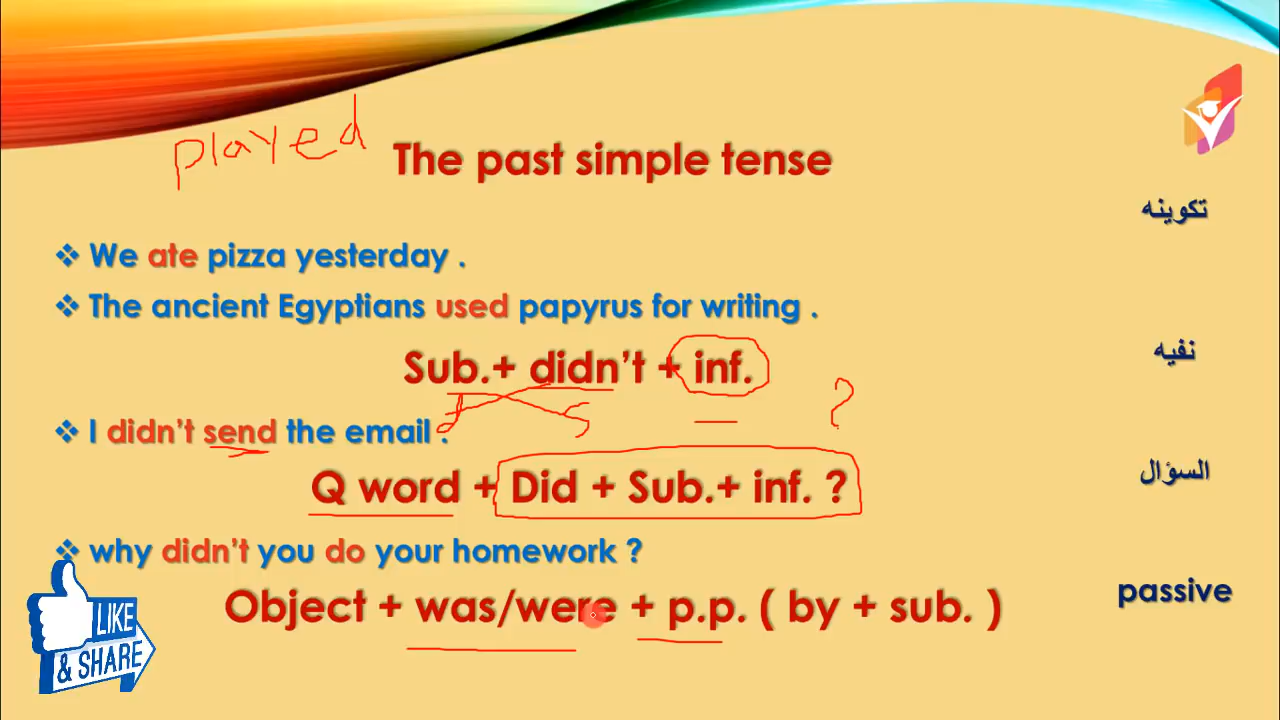 played
The past simple tense
تكوينه
❖ We ate pizza yesterday .
❖ The ancient Egyptians used papyrus for writing .
Sub.+ didn't + inf.
نفيه
?
❖ I didn't send the email .
Q word + Did + Sub.+ inf. ?
السؤال
❖ why didn't you do your homework ?
Object + was/were + p.p. ( by + sub. )
passive
LIKE
& SHARE